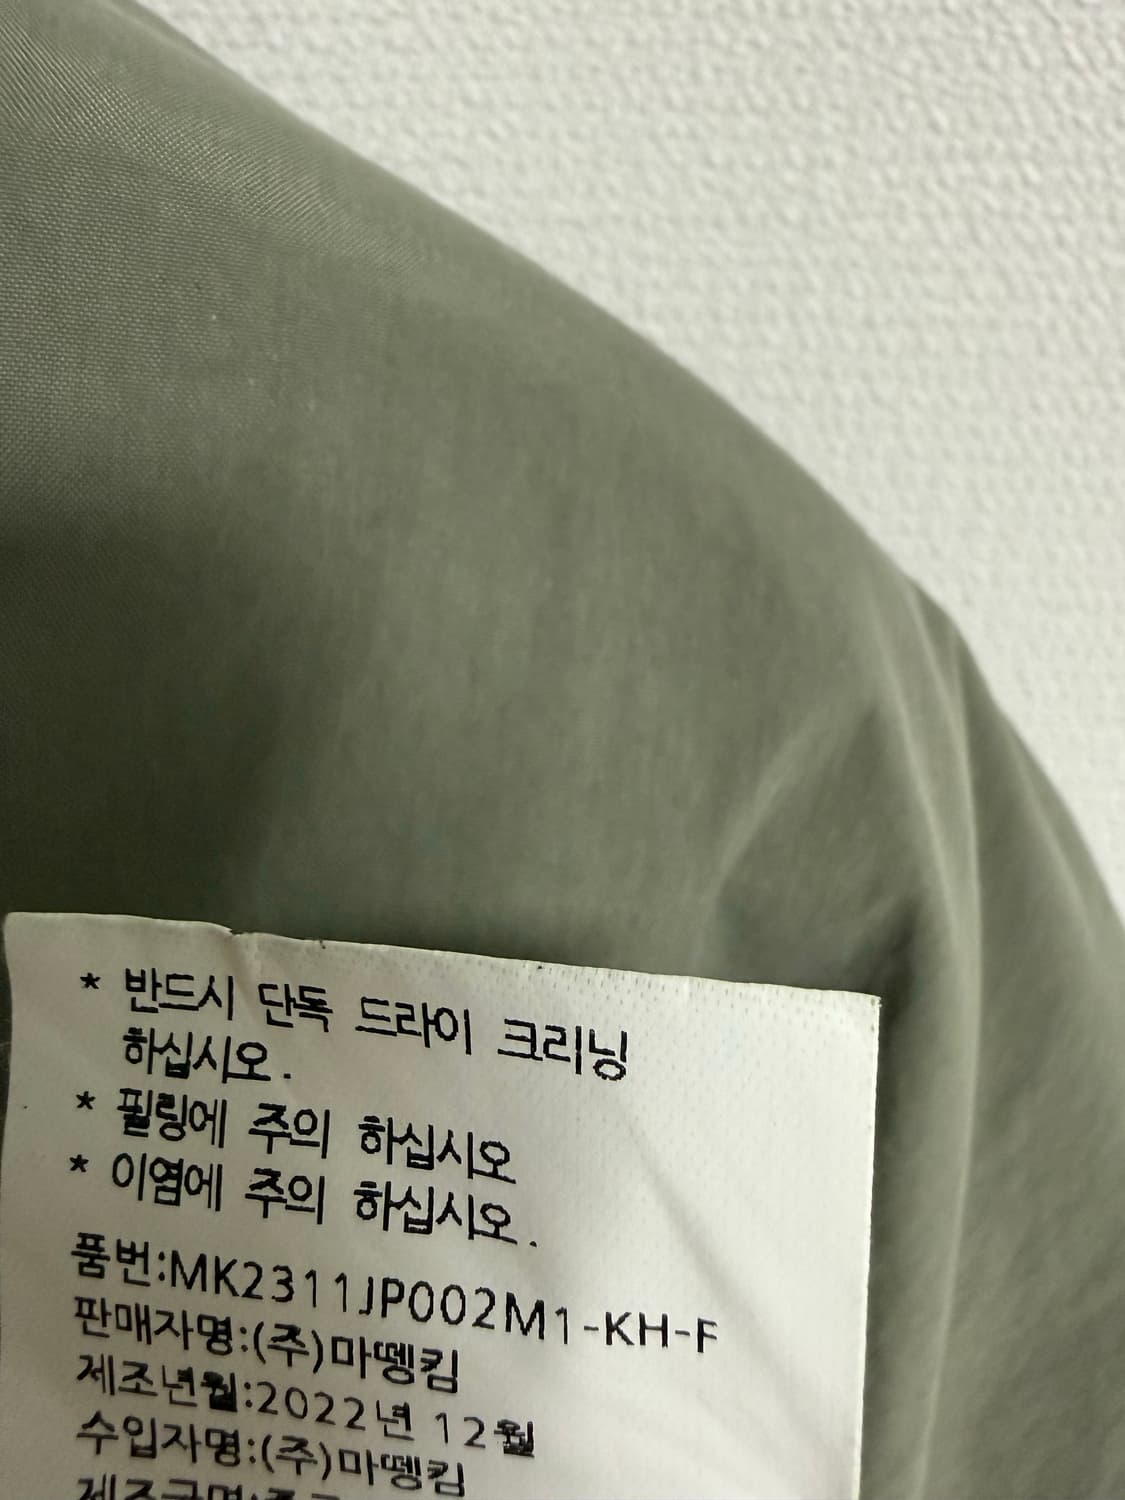 * 반드시 단독 드라이 크리닝
하십시오.
* 필링에 주의 하십시오
* 이염에 주의 하십시오.
품번:MK2311JP002M1-KH-F
판매자명:(주)마뗑킴
제조년월:2022년 12월
수입자명:(주)마뗑킴